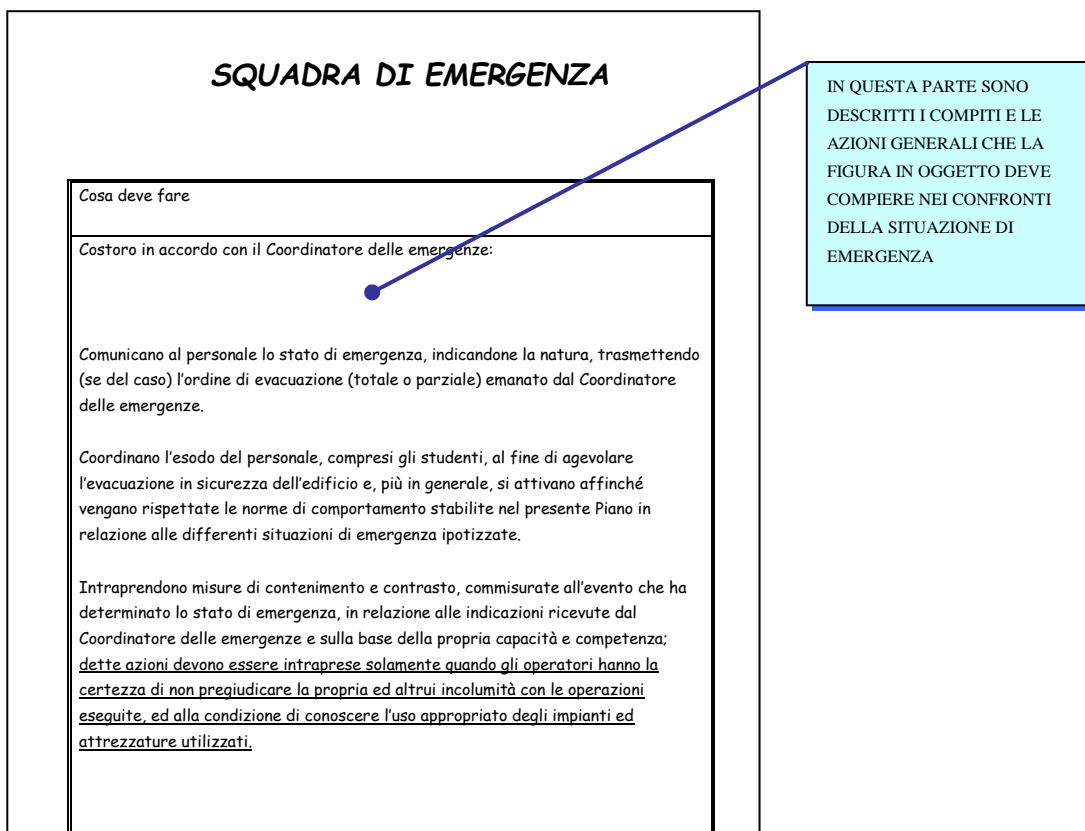 SQUADRA DI EMERGENZA
IN QUESTA PARTE SONO
DESCRITTI I COMPITI E LE
AZIONI GENERALI CHE LA
FIGURA IN OGGETTO DEVE
COMPIERE NEI CONFRONTI
DELLA SITUAZIONE DI
EMERGENZA
Cosa deve fare
Costoro in accordo con il Coordinatore delle emergenze:
Comunicano al personale lo stato di emergenza, indicandone la natura, trasmettendo
(se del caso) l'ordine di evacuazione (totale o parziale) emanato dal Coordinatore
delle emergenze.
Coordinano l'esodo del personale, compresi gli studenti, al fine di agevolare
l'evacuazione in sicurezza dell'edificio e, più in generale, si attivano affinché
vengano rispettate le norme di comportamento stabilite nel presente Piano in
relazione alle differenti situazioni di emergenza ipotizzate.
Intraprendono misure di contenimento e contrasto, commisurate all'evento che ha
determinato lo stato di emergenza, in relazione alle indicazioni ricevute dal
Coordinatore delle emergenze e sulla base della propria capacità e competenza;
dette azioni devono essere intraprese solamente quando gli operatori hanno la
certezza di non pregiudicare la propria ed altrui incolumità con le operazioni
eseguite, ed alla condizione di conoscere l'uso appropriato degli impianti ed
attrezzature utilizzati.